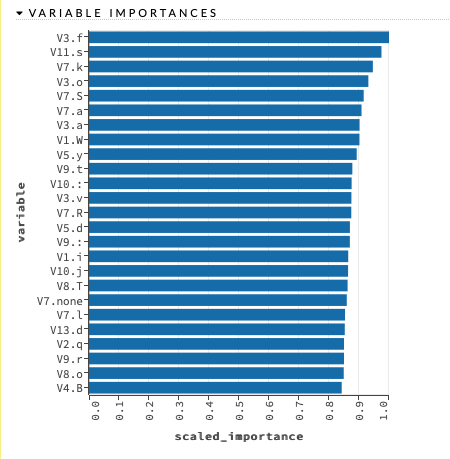 VARIABLE IMPORTANCES
V3.f
V11.s
V7.k
V3.o
V7.S
V7.a
V3.a
V1.W
V5.y
V9.t
V10.:
V3.v
V7.R
V5.d
V9.:
V1.i
V10.j
V8.T
V7.none
V7.l
V13.d
V2.q
V9.r
V8.o
V4.B
variable
0.0 0.1 0.2 0.3 0.4 0.5 0.6 0.7 0.8 0.9 1.0
scaled_importance